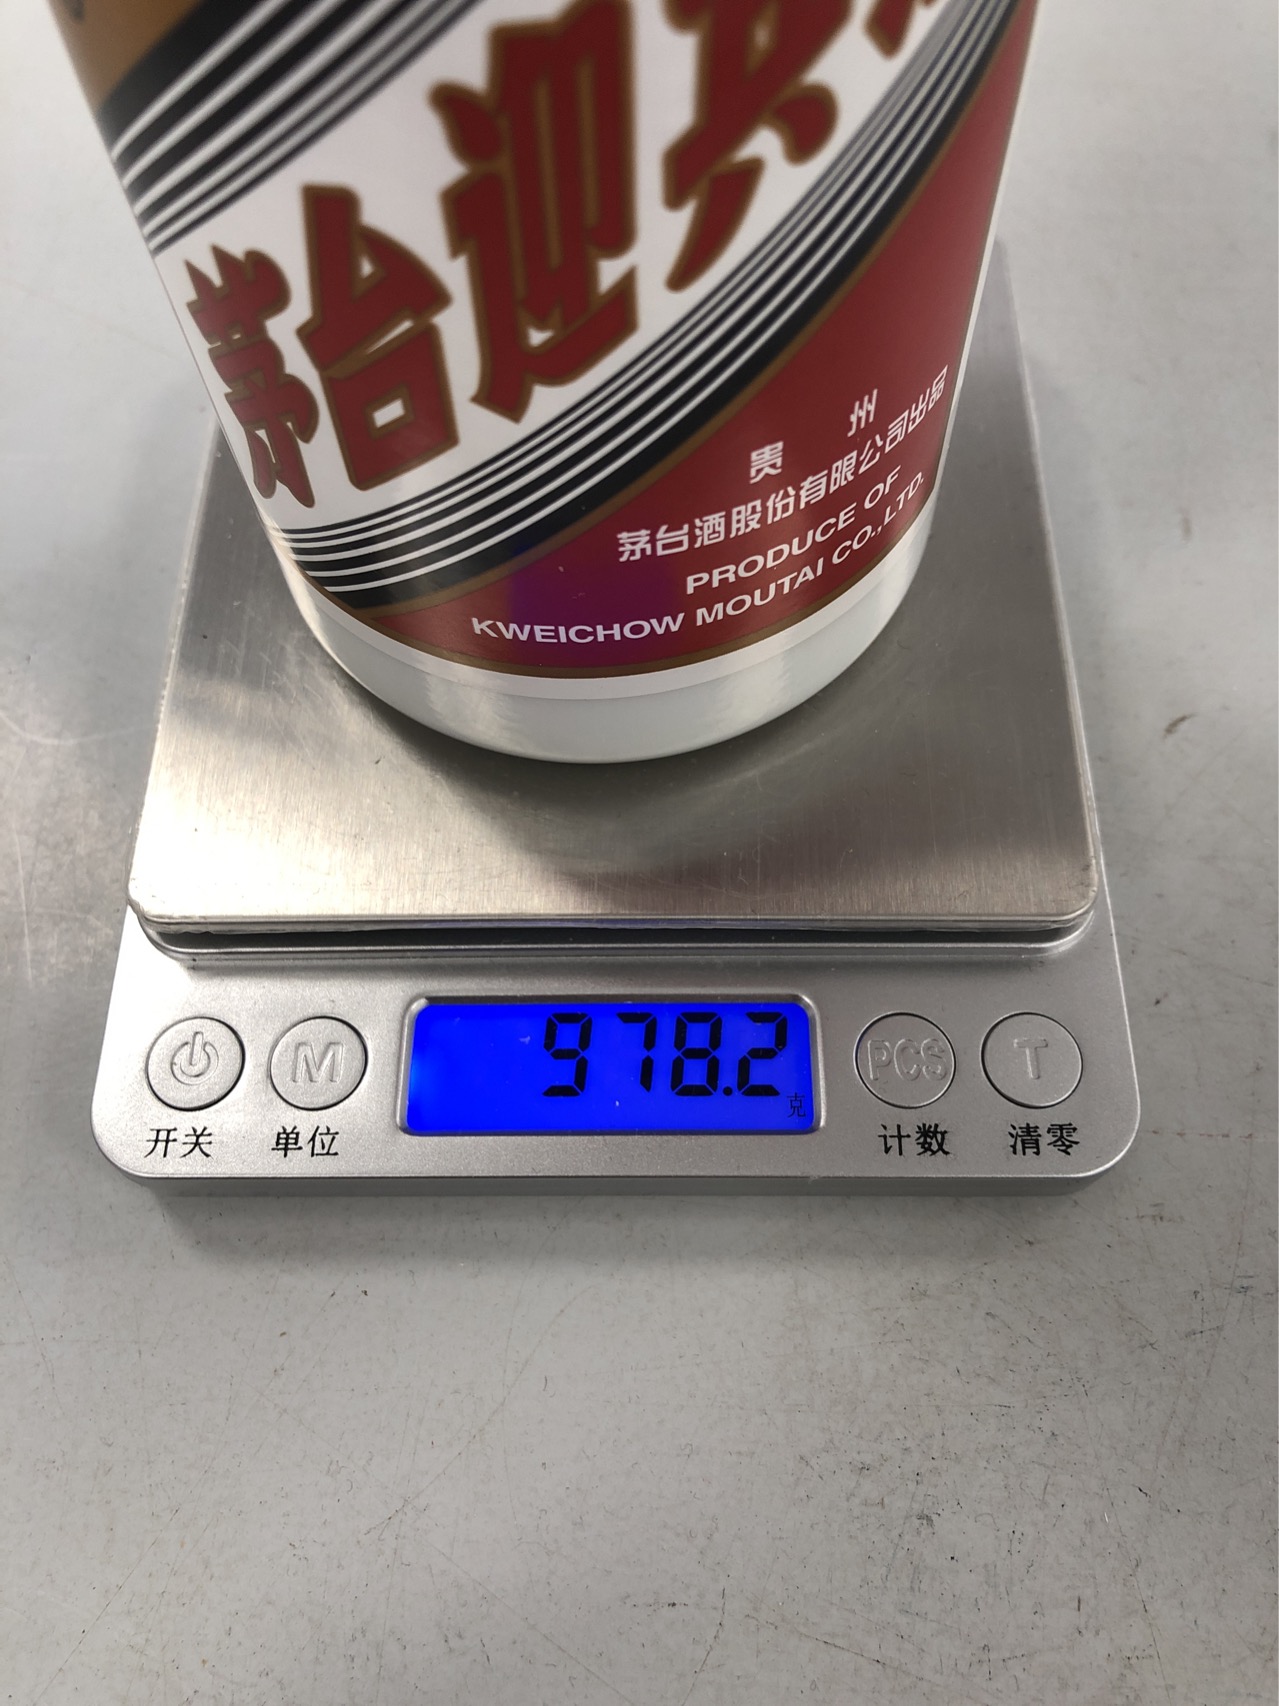 茅台迎宾
贵州
茅台酒股份有限公司出品
PRODUCE OF
KWEICHOW MOUTAI CO.,LTD.
M
978.2
克
PCS
T
开关
单位
计数
清零